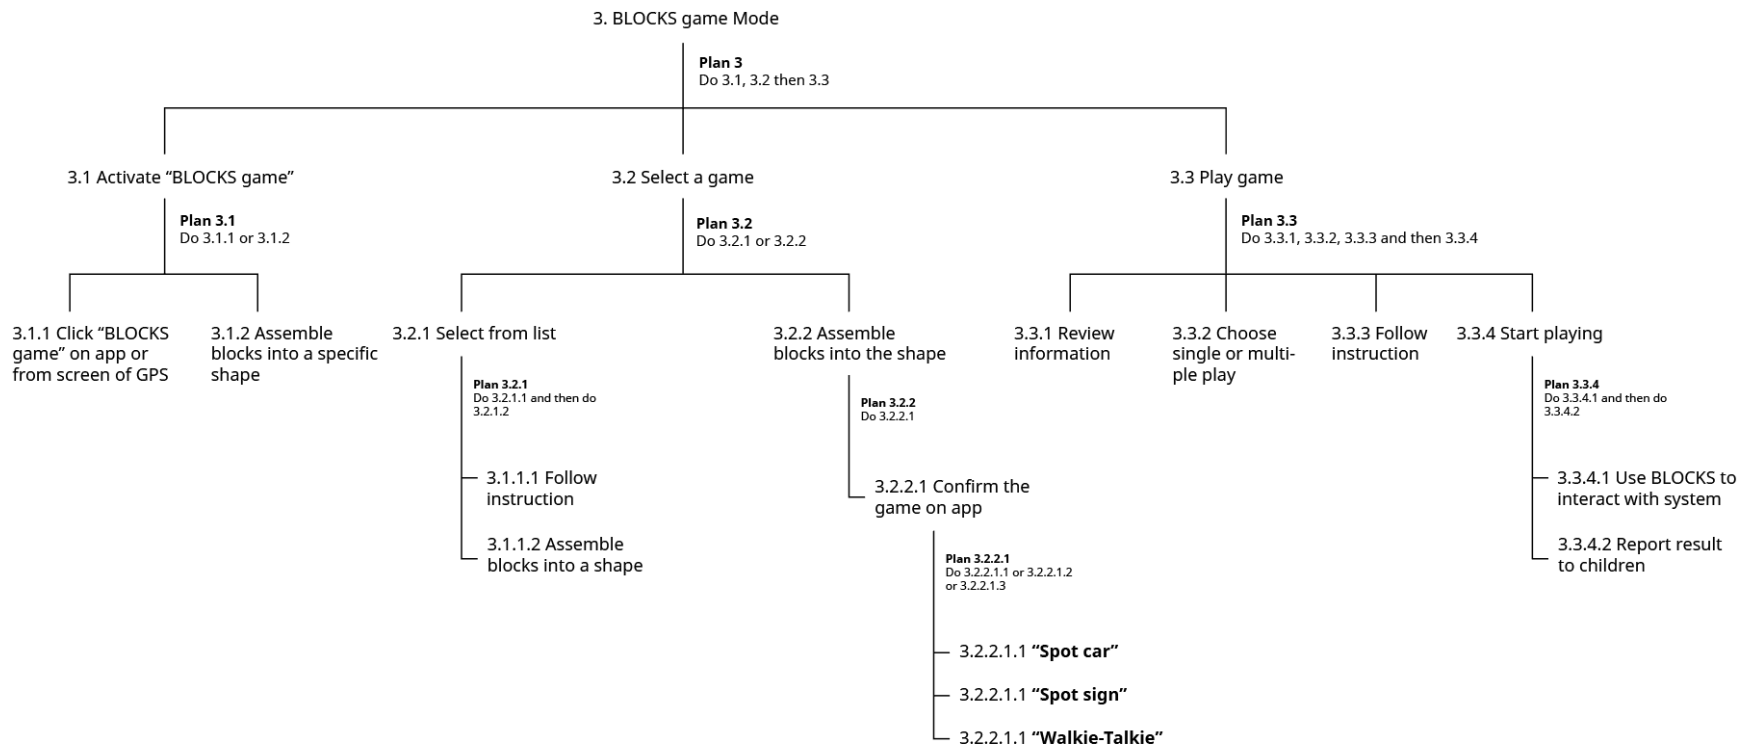 3. BLOCKS game Mode
Plan 3
Do 3.1, 3.2 then 3.3
3.1 Activate “BLOCKS game”
Plan 3.1
Do 3.1.1 or 3.1.2
3.1.1 Click “BLOCKS
game” on app or
from screen of GPS
3.1.2 Assemble
blocks into a specific
shape
3.2 Select a game
Plan 3.2
Do 3.2.1 or 3.2.2
3.2.1 Select from list
Plan 3.2.1
Do 3.2.1.1 and then do
3.2.1.2
3.1.1.1 Follow
instruction
3.1.1.2 Assemble
blocks into a shape
3.2.2 Assemble
blocks into the shape
Plan 3.2.2
Do 3.2.2.1
3.2.2.1 Confirm the
game on app
Plan 3.2.2.1
Do 3.2.2.1.1 or 3.2.2.1.2
or 3.2.2.1.3
3.2.2.1.1 “Spot car”
3.2.2.1.1 “Spot sign”
3.2.2.1.1 “Walkie-Talkie”
3.3 Play game
Plan 3.3
Do 3.3.1, 3.3.2, 3.3.3 and then 3.3.4
3.3.1 Review
information
3.3.2 Choose
single or multi-
ple play
3.3.3 Follow
instruction
3.3.4 Start playing
Plan 3.3.4
Do 3.3.4.1 and then do
3.3.4.2
3.3.4.1 Use BLOCKS to
interact with system
3.3.4.2 Report result
to children